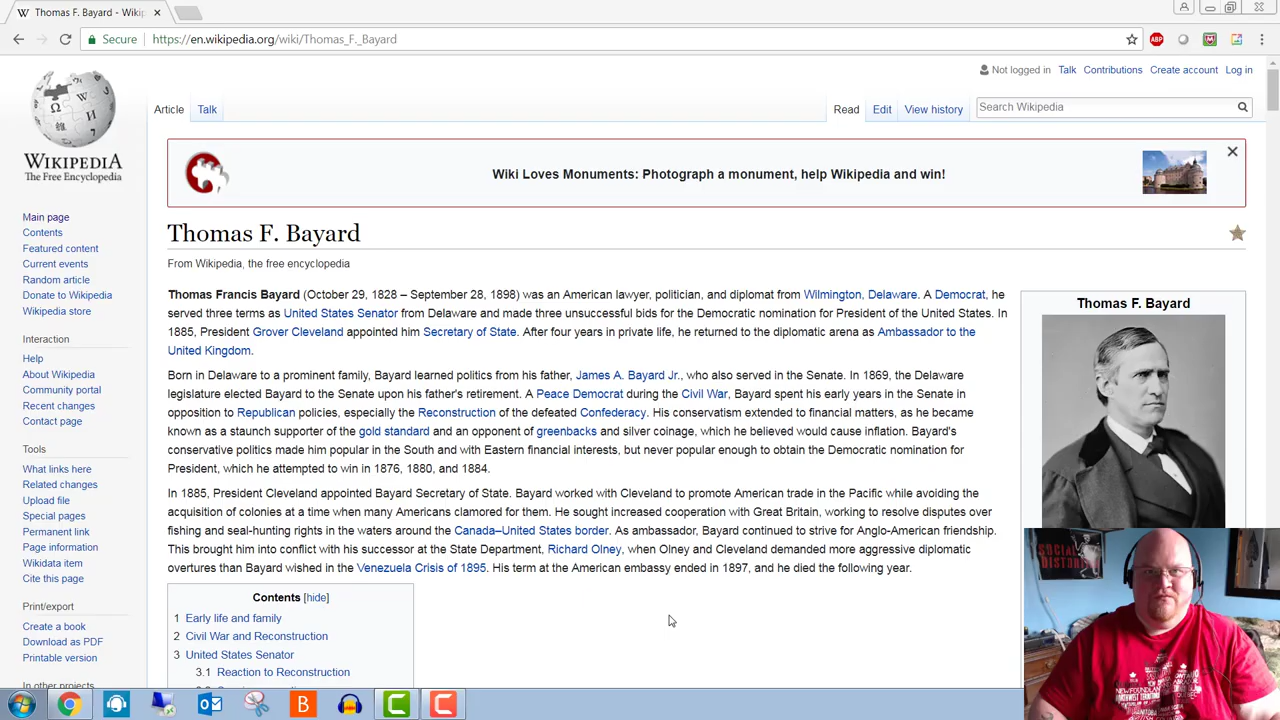 Thomas F. Bayard - Wikip
Secure
https://en.wikipedia.org/wiki/Thomas_F._Bayard
ABP
Not logged in Talk Contributions Create account Log in
Article Talk
Read Edit View history
Search Wikipedia
WIKIPEDIA
The Free Encyclopedia
Main page
Contents
Featured content
Current events
Random article
Donate to Wikipedia
Wikipedia store
Interaction
Help
About Wikipedia
Community portal
Recent changes
Contact page
Tools
What links here
Related changes
Upload file
Special pages
Permanent link
Page information
Wikidata item
Cite this page
Print/export
Create a book
Download as PDF
Printable version
In other projects
Wiki Loves Monuments: Photograph a monument, help Wikipedia and win!
Thomas F. Bayard
From Wikipedia, the free encyclopedia
Thomas Francis Bayard (October 29, 1828 – September 28, 1898) was an American lawyer, politician, and diplomat from Wilmington, Delaware. A Democrat, he
served three terms as United States Senator from Delaware and made three unsuccessful bids for the Democratic nomination for President of the United States. In
1885, President Grover Cleveland appointed him Secretary of State. After four years in private life, he returned to the diplomatic arena as Ambassador to the
United Kingdom.
Born in Delaware to a prominent family, Bayard learned politics from his father, James A. Bayard Jr., who also served in the Senate. In 1869, the Delaware
legislature elected Bayard to the Senate upon his father's retirement. A Peace Democrat during the Civil War, Bayard spent his early years in the Senate in
opposition to Republican policies, especially the Reconstruction of the defeated Confederacy. His conservatism extended to financial matters, as he became
known as a staunch supporter of the gold standard and an opponent of greenbacks and silver coinage, which he believed would cause inflation. Bayard's
conservative politics made him popular in the South and with Eastern financial interests, but never popular enough to obtain the Democratic nomination for
President, which he attempted to win in 1876, 1880, and 1884.
In 1885, President Cleveland appointed Bayard Secretary of State. Bayard worked with Cleveland to promote American trade in the Pacific while avoiding the
acquisition of colonies at a time when many Americans clamored for them. He sought increased cooperation with Great Britain, working to resolve disputes over
fishing and seal-hunting rights in the waters around the Canada–United States border. As ambassador, Bayard continued to strive for Anglo-American friendship.
This brought him into conflict with his successor at the State Department, Richard Olney, when Olney and Cleveland demanded more aggressive diplomatic
overtures than Bayard wished in the Venezuela Crisis of 1895. His term at the American embassy ended in 1897, and he died the following year.
Contents [hide]
1 Early life and family
2 Civil War and Reconstruction
3 United States Senator
3.1 Reaction to Reconstruction
Thomas F. Bayard
SOCIAL